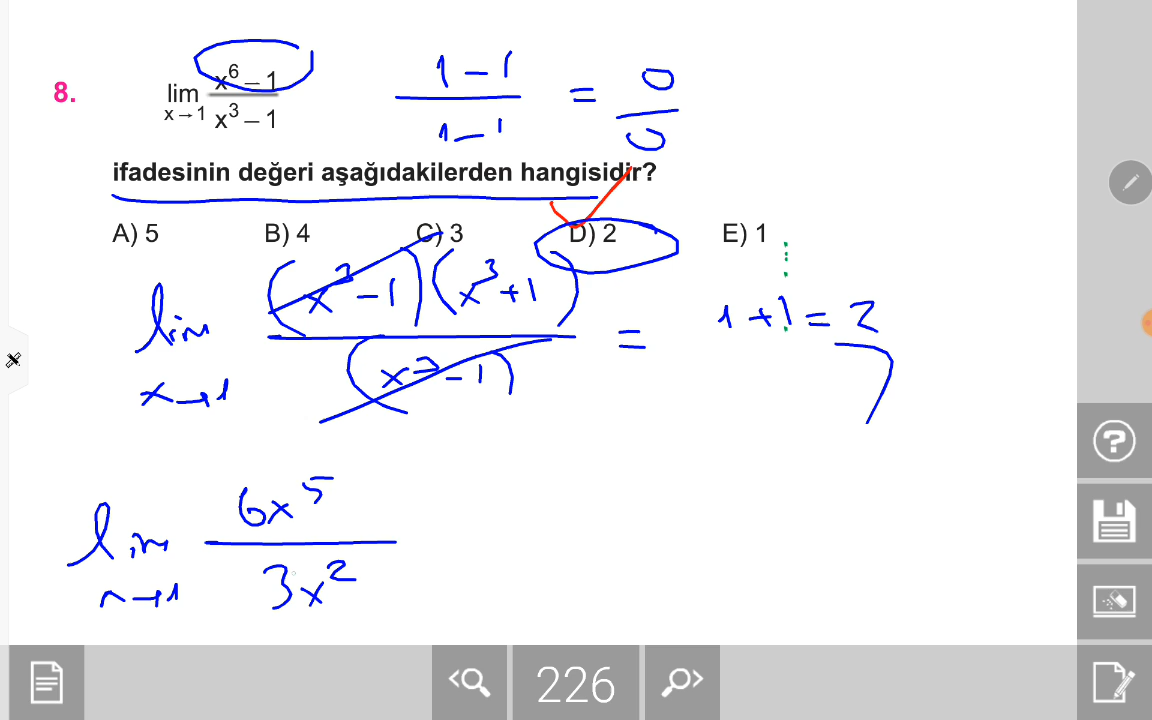 8. lim x→1 x⁶ – 1 / x³ – 1
1 – 1 / 1 – 1 = 0 / 0
ifadesinin değeri aşağıdakilerden hangisidir?
A) 5 B) 4 C) 3 D) 2 E) 1
lim x→1 (x³ – 1)(x³ + 1) / (x³ – 1) = 1 + 1 = 2
lim x→1 6x⁵ / 3x²
226